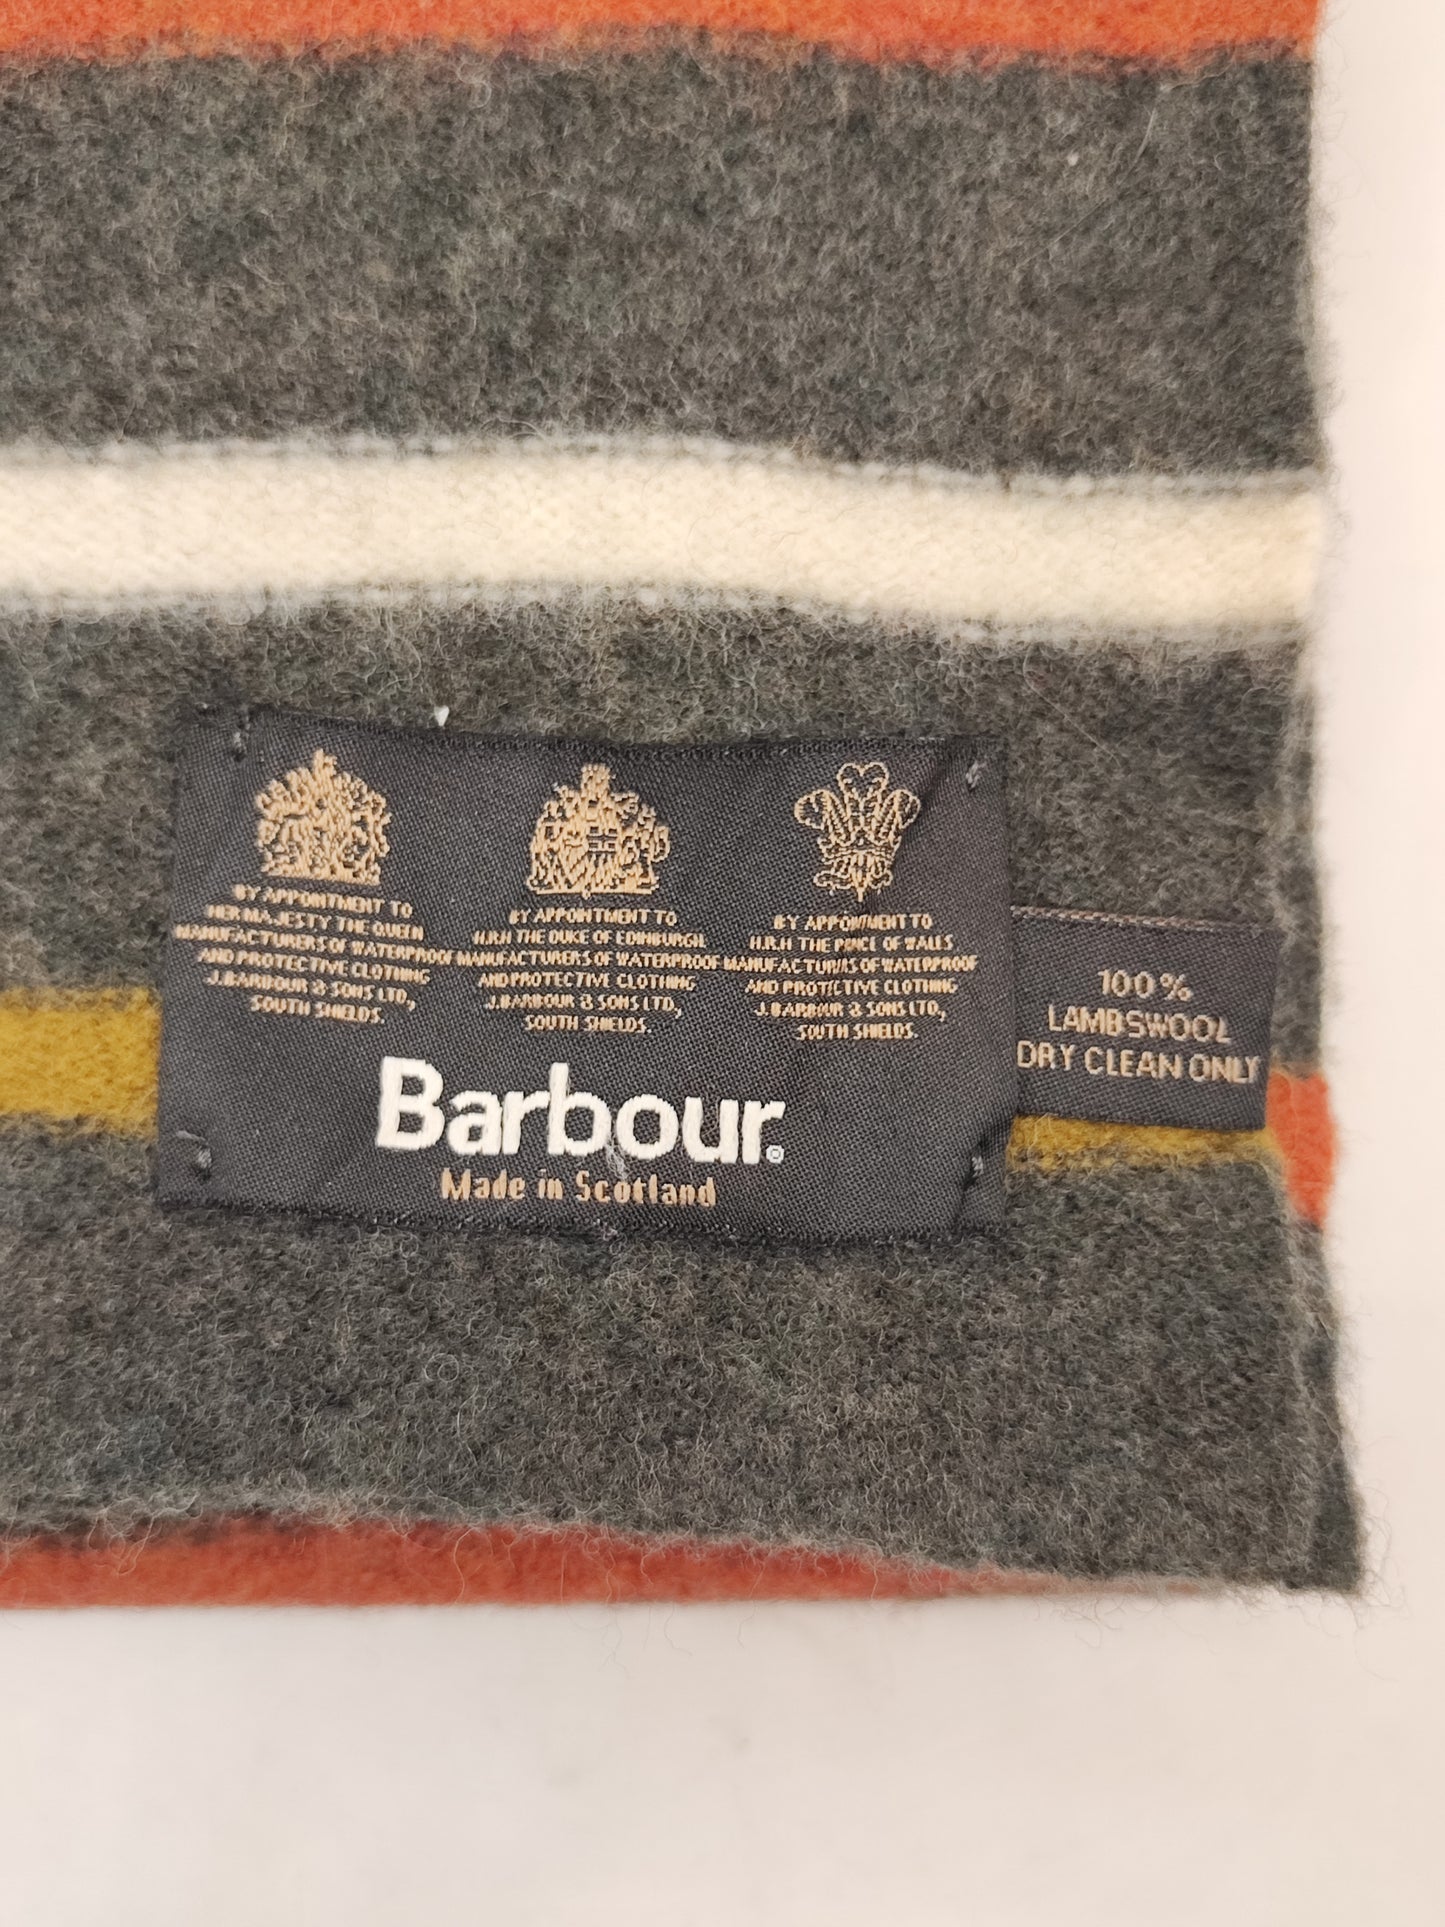 BY APPOINTMENT TO
HER MAJESTY THE QUEEN
MANUFACTURERS OF WATERPROOF
AND PROTECTIVE CLOTHING
J.BARBOUR & SONS LTD,
SOUTH SHIELDS.
BY APPOINTMENT TO
H.R.H THE DUKE OF EDINBURGH
MANUFACTURERS OF WATERPROOF
AND PROTECTIVE CLOTHING
J.BARBOUR & SONS LTD,
SOUTH SHIELDS.
BY APPOINTMENT TO
H.R.H THE PRINCE OF WALES
MANUFACTURERS OF WATERPROOF
AND PROTECTIVE CLOTHING
J.BARBOUR & SONS LTD,
SOUTH SHIELDS.
Barbour®
Made in Scotland
100%
LAMBSWOOL
DRY CLEAN ONLY